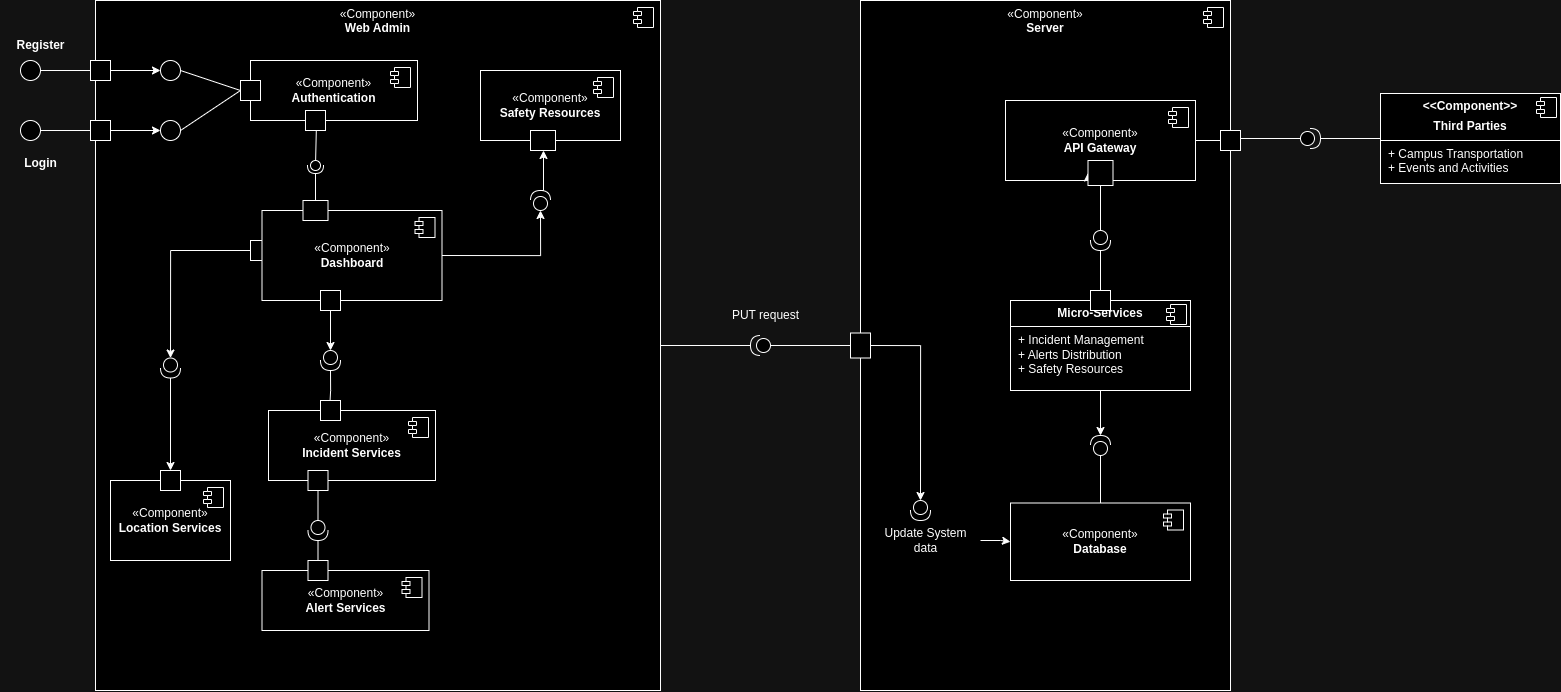 «Component»
Web Admin
Register
Login
«Component»
Authentication
«Component»
Safety Resources
«Component»
Dashboard
«Component»
Incident Services
«Component»
Location Services
«Component»
Alert Services
PUT request
«Component»
Server
«Component»
API Gateway
Micro-Services
+ Incident Management
+ Alerts Distribution
+ Safety Resources
Update System
data
«Component»
Database
<<Component>>
Third Parties
+ Campus Transportation
+ Events and Activities